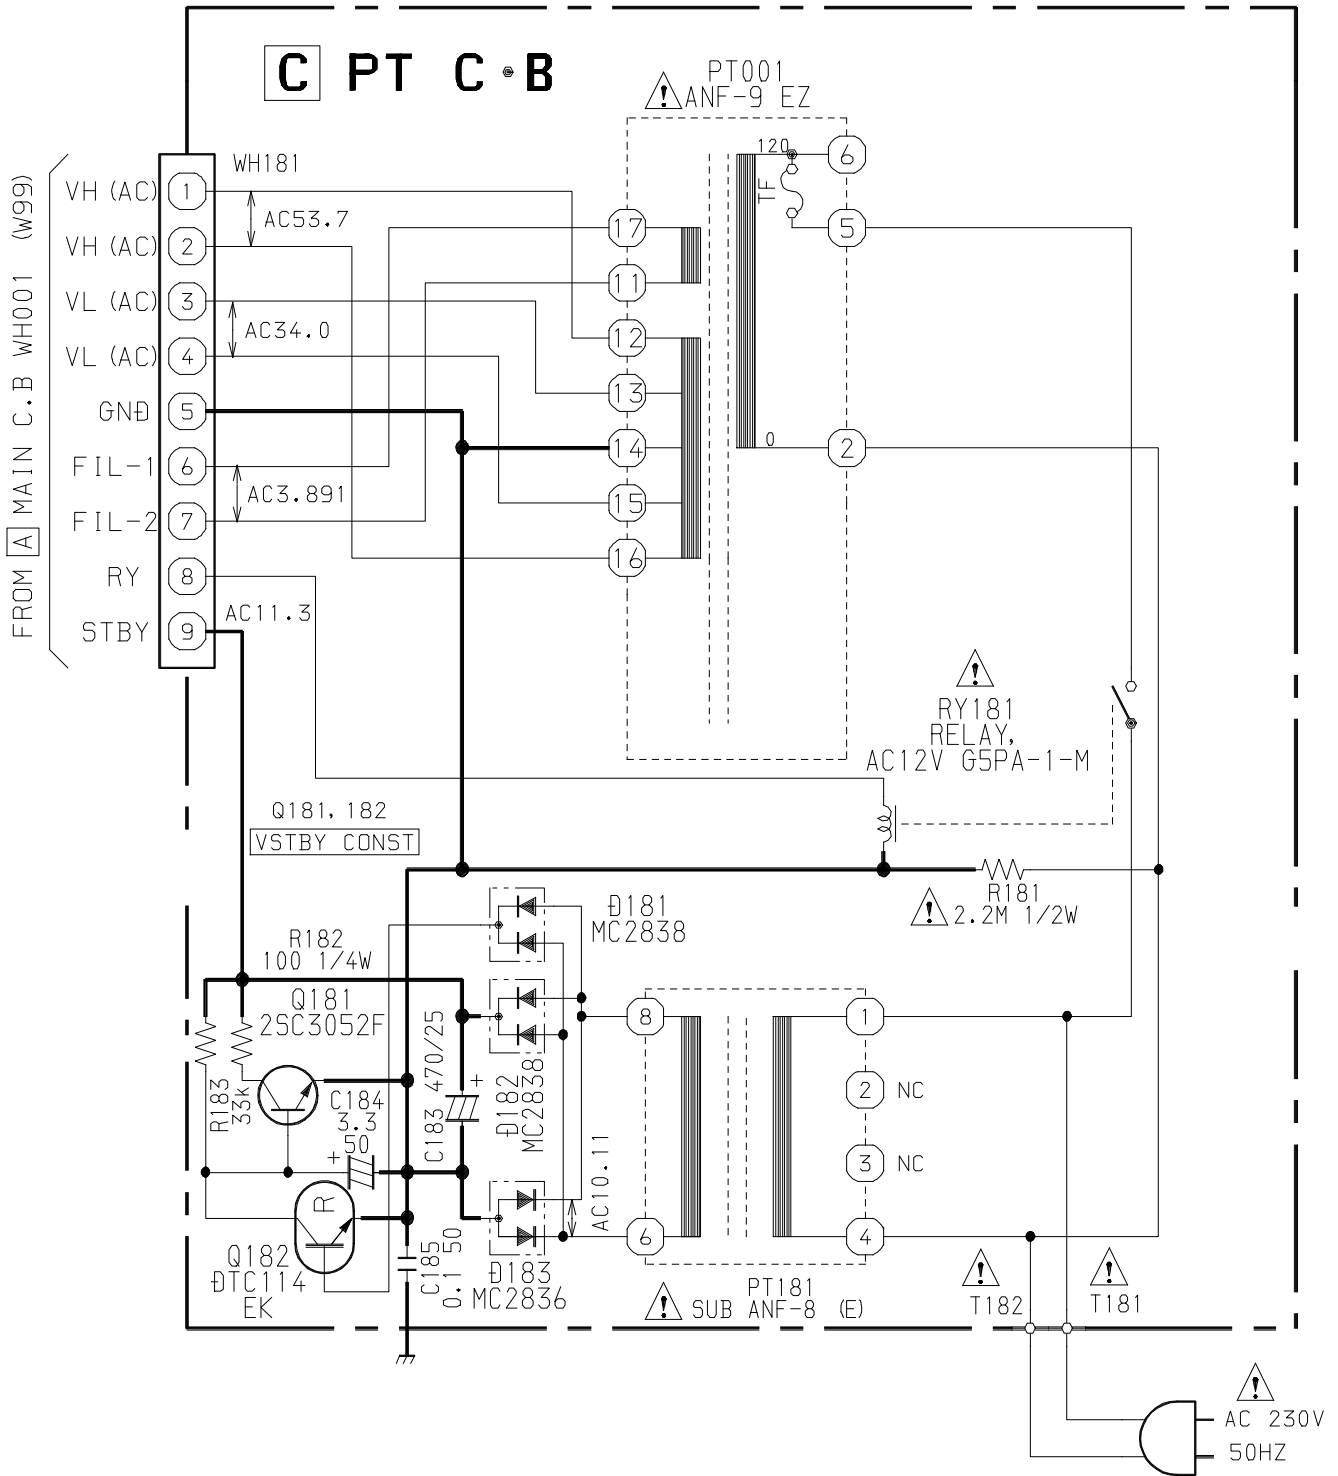 C PT C·B
PT001
ANF-9 EZ
WH181
FROM A MAIN C.B WH001 (W99)
VH (AC) 1
VH (AC) 2
VL (AC) 3
VL (AC) 4
GND 5
FIL-1 6
FIL-2 7
RY 8
STBY 9
AC53.7
AC34.0
AC3.891
AC11.3
17
11
12
13
14
15
16
120
TF
0
6
5
2
RY181
RELAY,
AC12V G5PA-1-M
Q181, 182
VSTBY CONST
R181
2.2M 1/2W
D181
MC2838
R182
100 1/4W
Q181
2SC3052F
R183
33k
C184
3.3
50
+
C183 470/25
+
D182
MC2838
8
6
1
2 NC
3 NC
4
AC10.11
R
Q182
DTC114
EK
C185
0.1 50
D183
MC2836
PT181
SUB ANF-8 (E)
T182
T181
AC 230V
50HZ